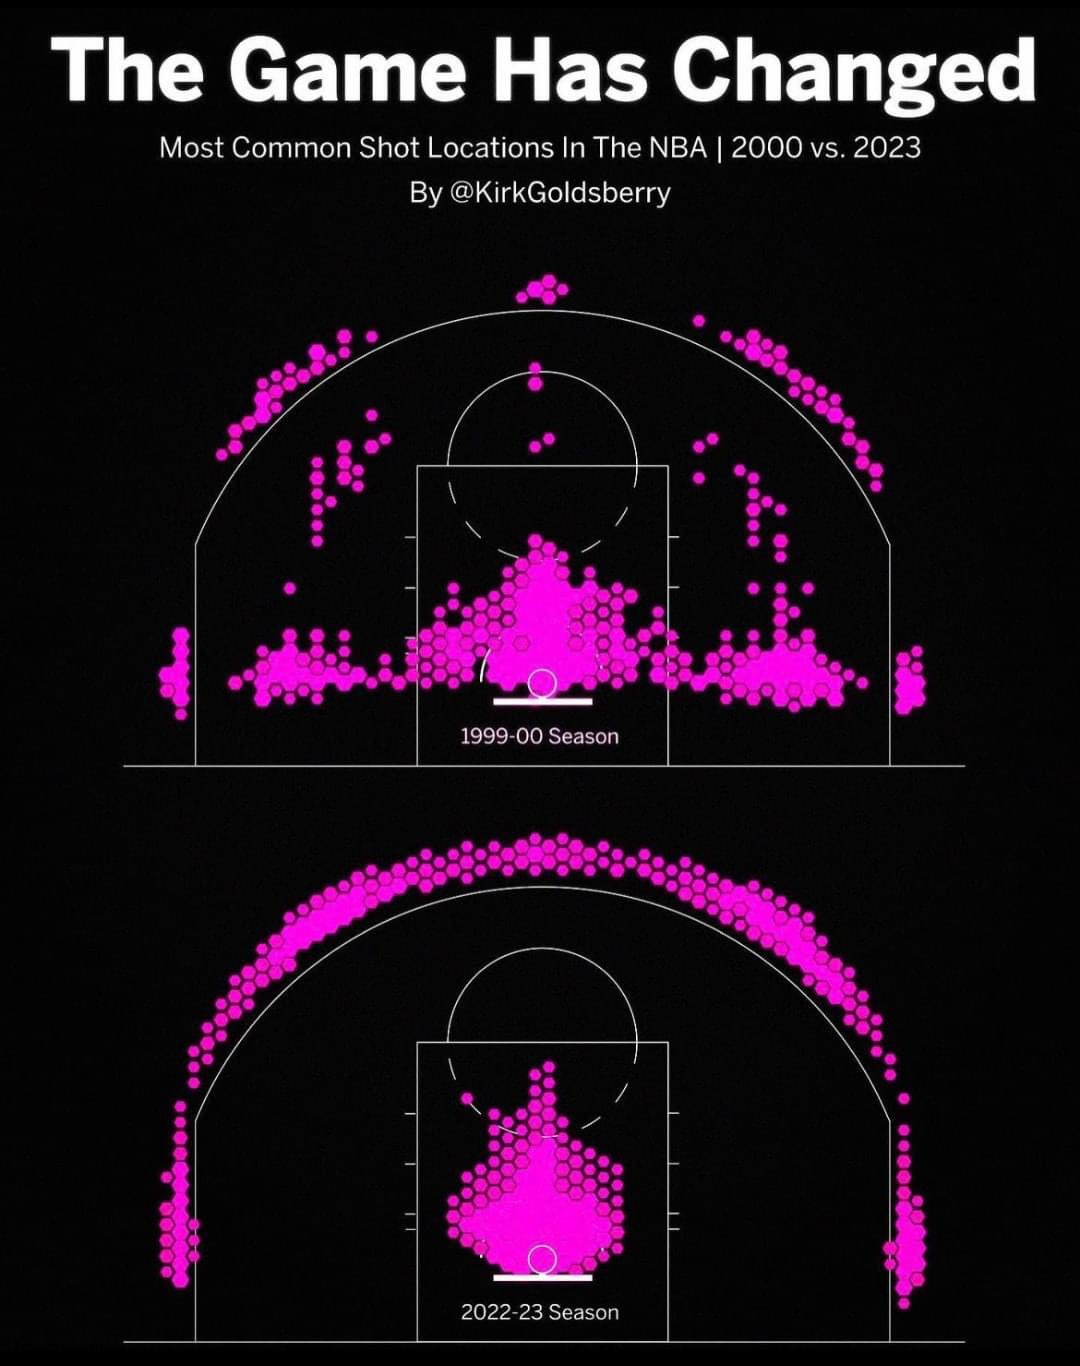 The Game Has Changed
Most Common Shot Locations In The NBA | 2000 vs. 2023
By @KirkGoldsberry
1999-00 Season
2022-23 Season